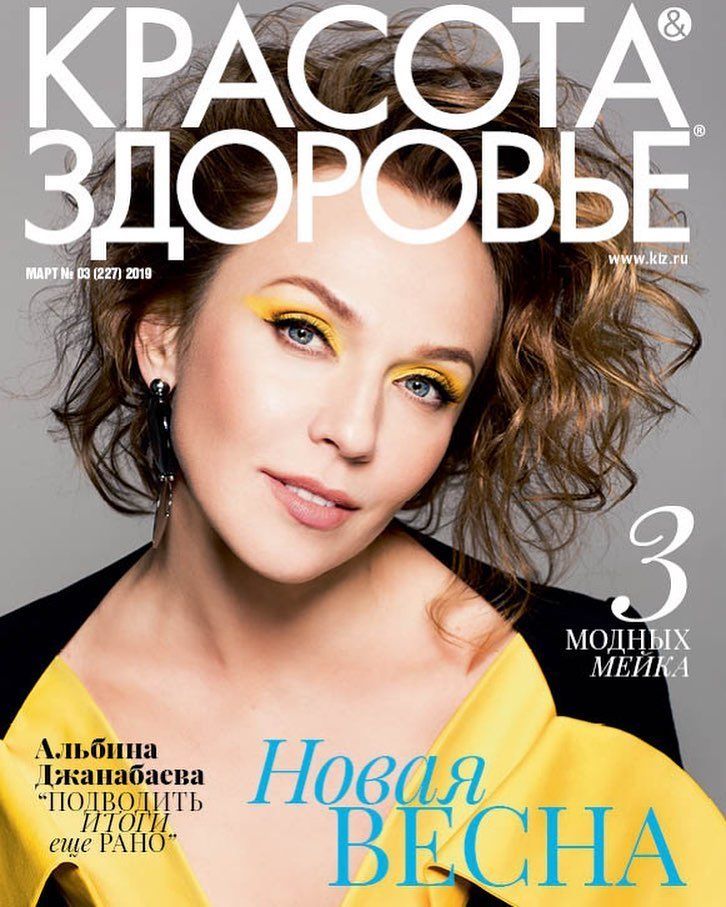 КРАСОТА &
ЗДОРОВЬЕ ®
www.kiz.ru
МАРТ № 03 (227) 2019
3
МОДНЫХ
МЕЙКА
Альбина
Джанабаева
“ПОДВОДИТЬ
ИТОГИ
еще РАНО”
Новая
ВЕСНА